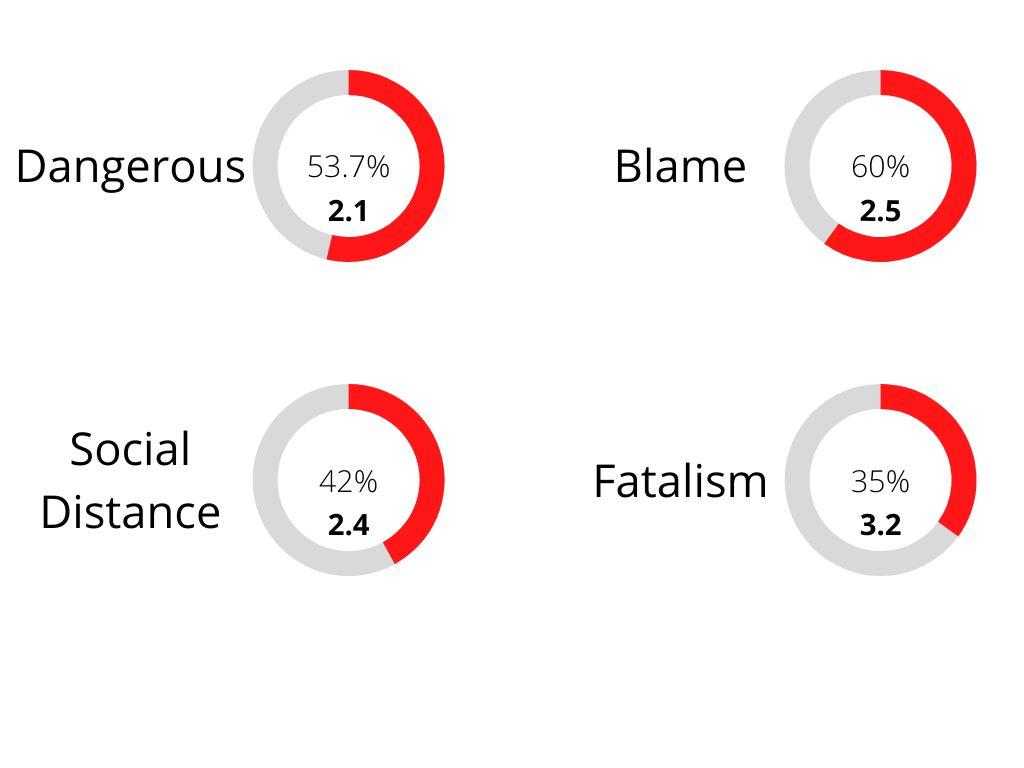 Dangerous
53.7%
2.1
Blame
60%
2.5
Social
Distance
42%
2.4
Fatalism
35%
3.2